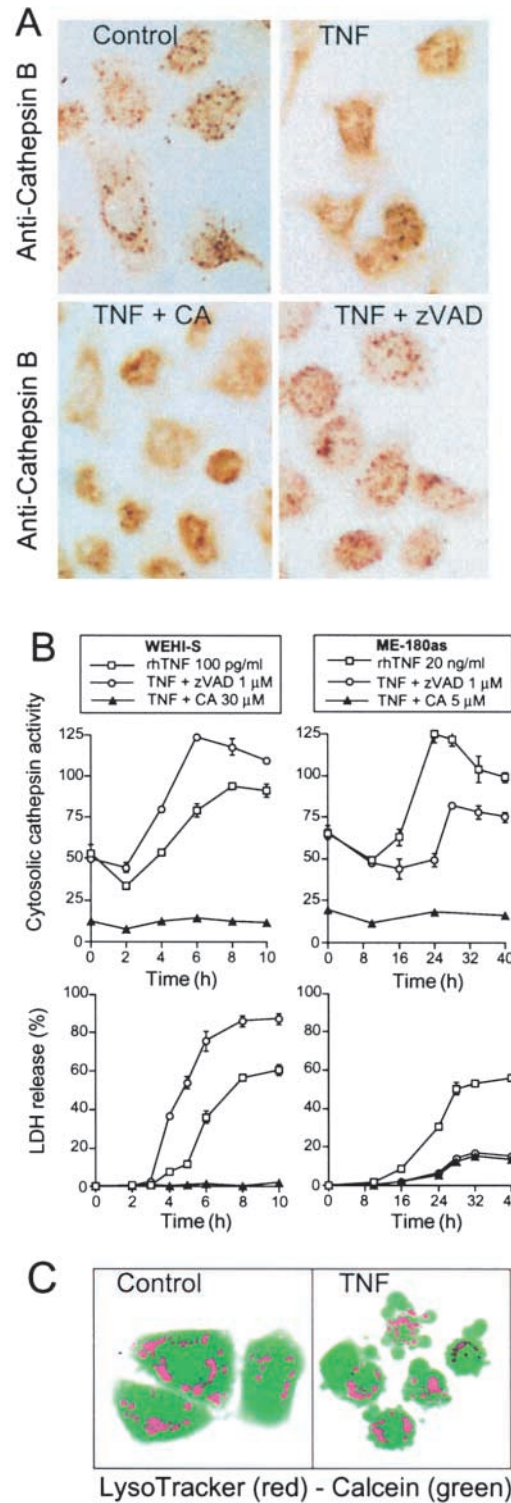 A
Control
TNF
Anti-Cathepsin B
TNF + CA
TNF + zVAD
Anti-Cathepsin B
B
WEHI-S
rhTNF 100 pg/ml
TNF + zVAD 1 µM
TNF + CA 30 µM
ME-180as
rhTNF 20 ng/ml
TNF + zVAD 1 µM
TNF + CA 5 µM
Cytosolic cathepsin activity
125
100
75
50
25
0
0 2 4 6 8 10
Time (h)
125
100
75
50
25
0
0 8 16 24 32 40
Time (h)
LDH release (%)
100
80
60
40
20
0
0 2 4 6 8 10
Time (h)
100
80
60
40
20
0
0 8 16 24 32 40
Time (h)
C
Control
TNF
LysoTracker (red) - Calcein (green)